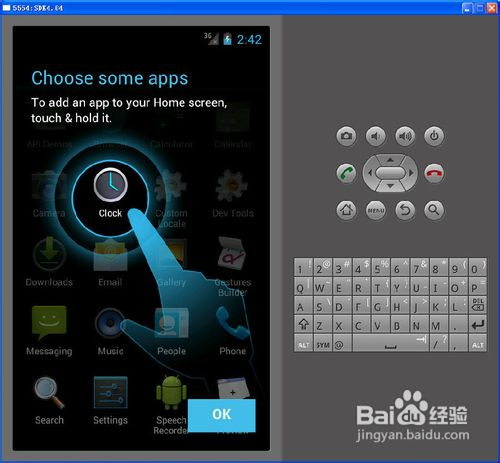 5554:SDK4.04
3G 2:42
Choose some apps
To add an app to your Home screen,
touch & hold it.
API Demos Browser Calculator Calendar
Camera Clock Custom Locale Dev Tools
Downloads Email Gallery Gestures Builder
Messaging Music People Phone
Search Settings Speech Recorder
OK
MENU
1 ! 2 @ 3 # 4 $ 5 % 6 ^ 7 & 8 * 9 ( 0 )
Q W E R T Y U I O P
A S D F G H J K L DEL
Z X C V B N M .
ALT SYM @ / ? , ALT
Bai 经验
jingyan.baidu.com